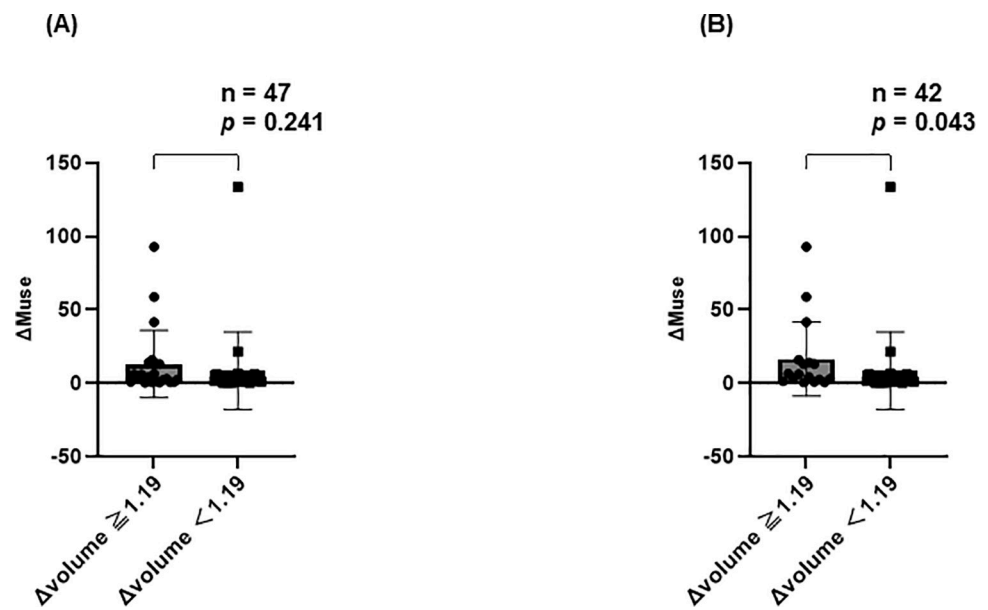 (A)
n = 47
p = 0.241
150
100
50
0
-50
ΔMuse
Δvolume ≧1.19
Δvolume <1.19
(B)
n = 42
p = 0.043
150
100
50
0
-50
ΔMuse
Δvolume ≧1.19
Δvolume <1.19